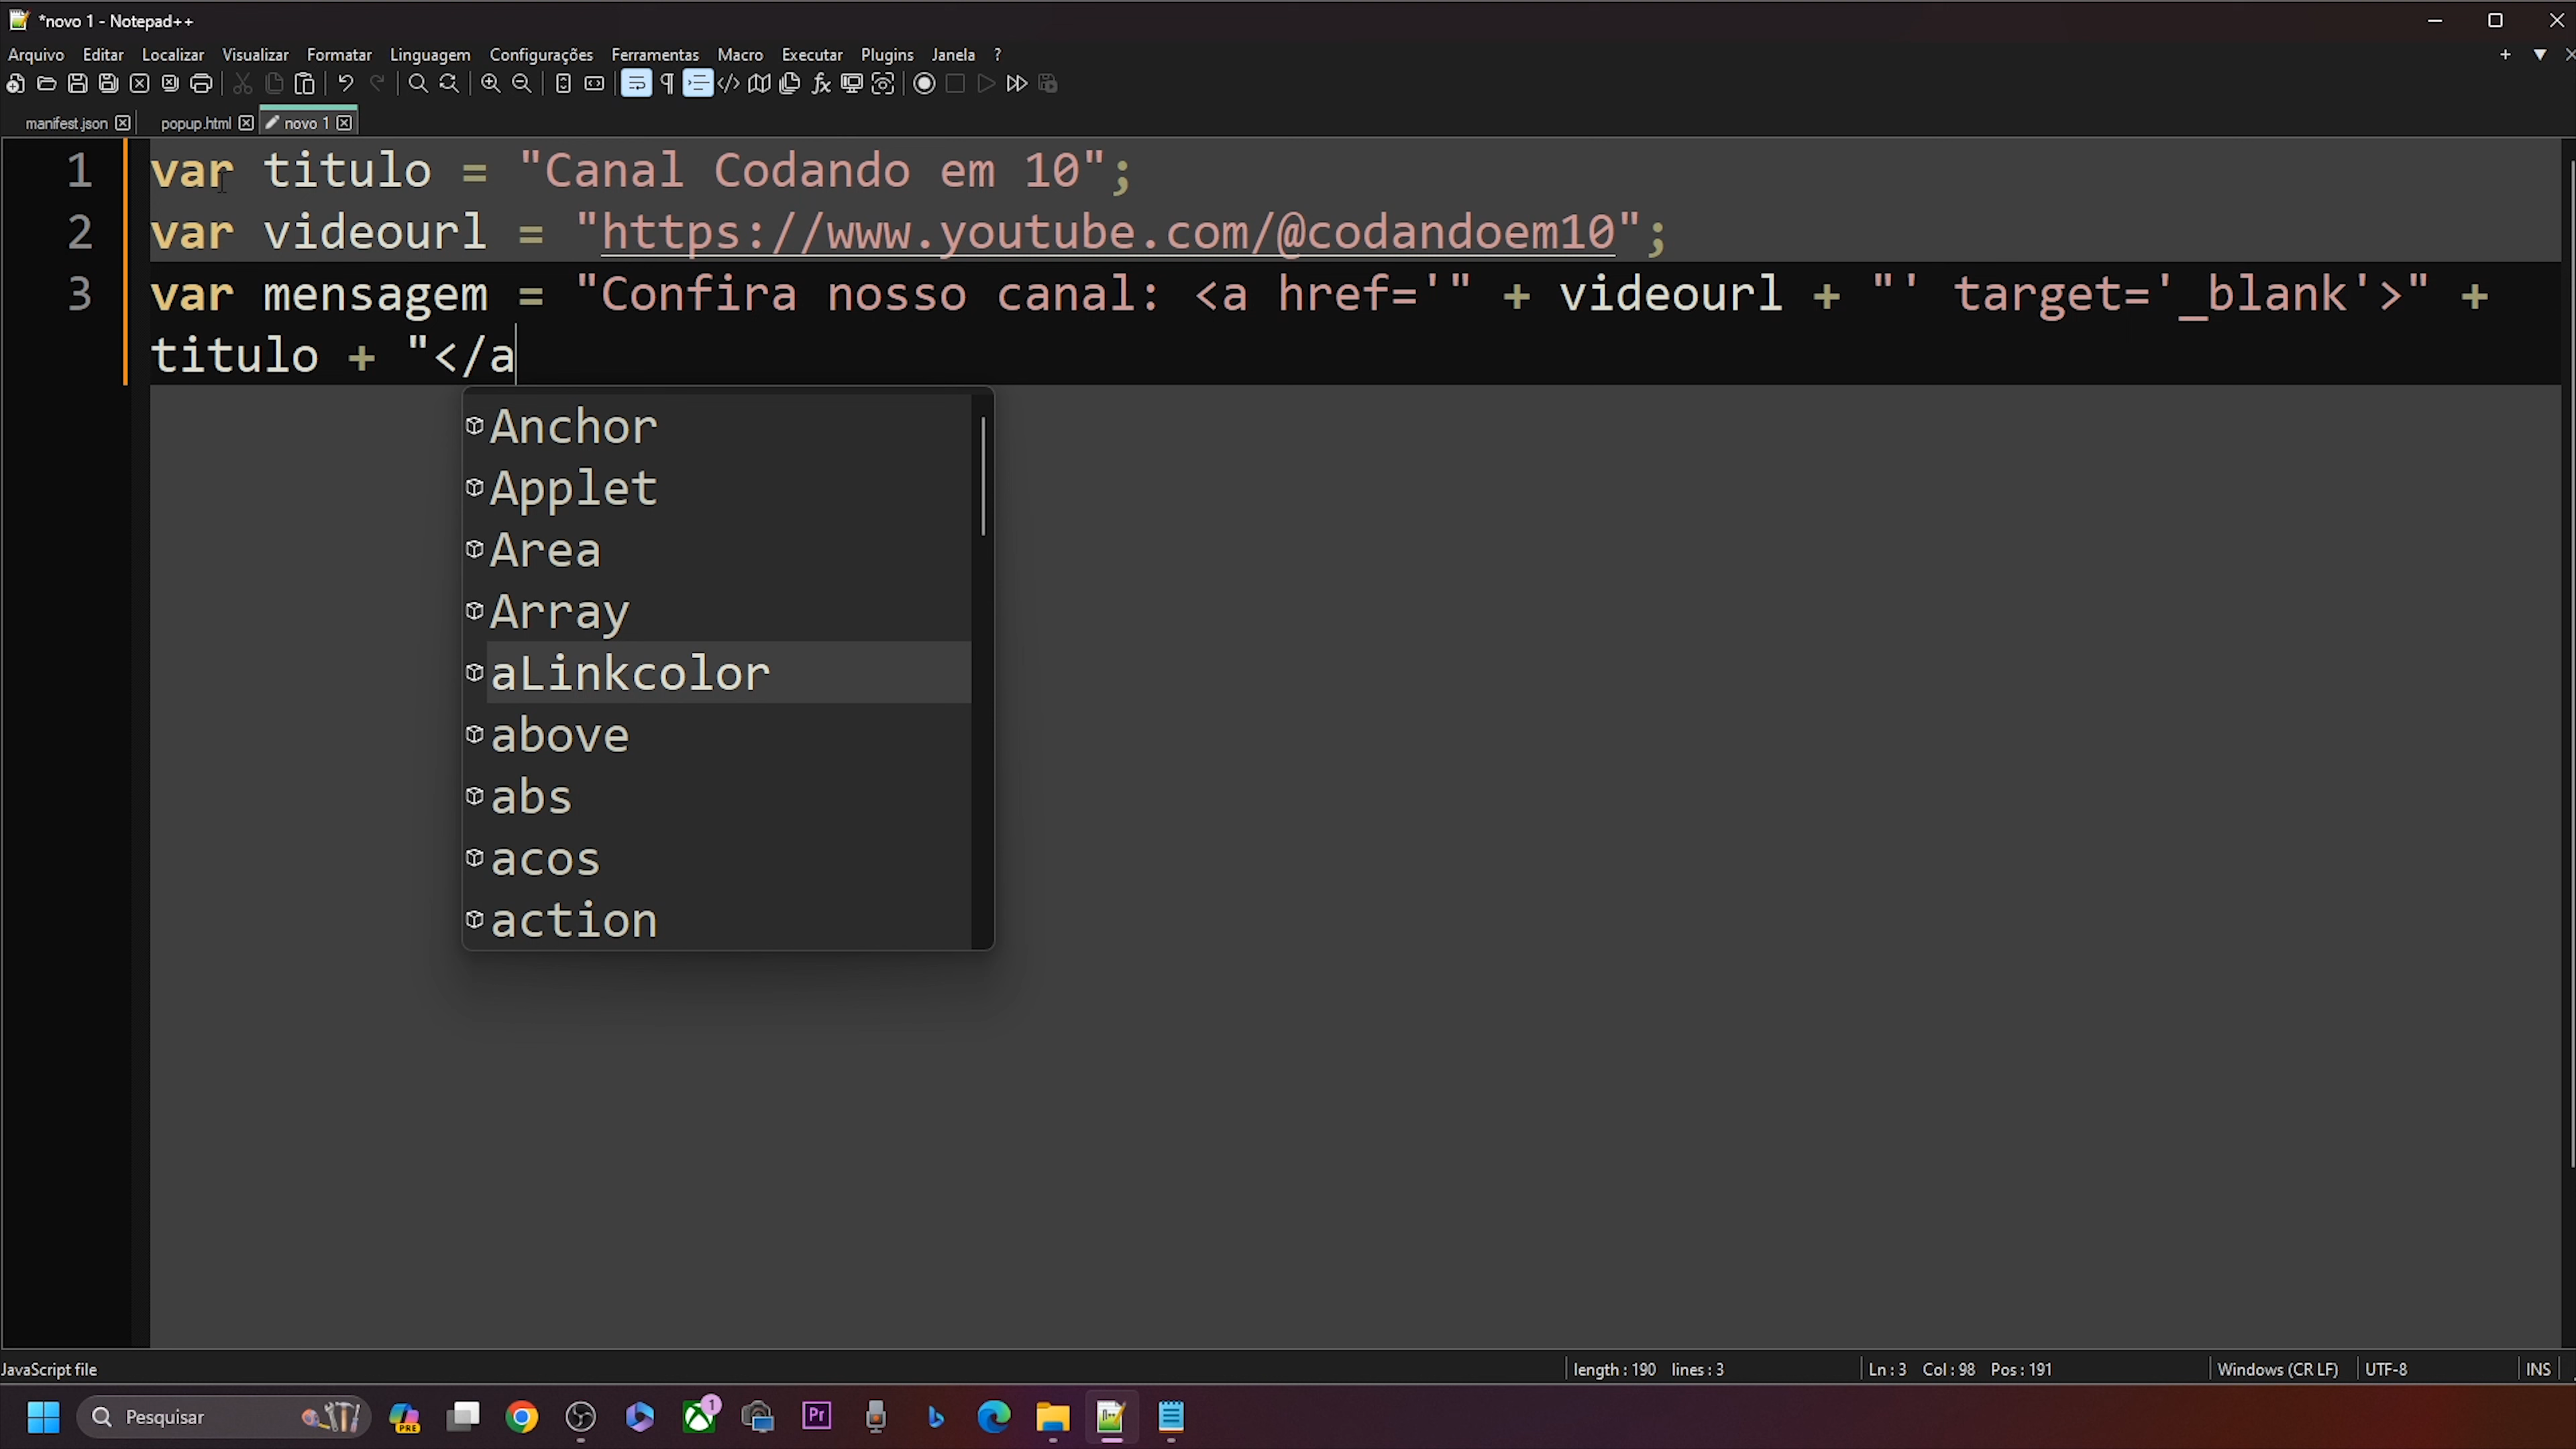 *novo 1 - Notepad++
Arquivo Editar Localizar Visualizar Formatar Linguagem Configurações Ferramentas Macro Executar Plugins Janela ?
manifest.json popup.html novo 1
1 var titulo = "Canal Codando em 10";
2 var videourl = "https://www.youtube.com/@codandoem10";
3 var mensagem = "Confira nosso canal: <a href='" + videourl + "' target='_blank'>" +
titulo + "</a
Anchor
Applet
Area
Array
aLinkcolor
above
abs
acos
action
JavaScript file length : 190 lines : 3 Ln : 3 Col : 98 Pos : 191 Windows (CR LF) UTF-8 INS
Pesquisar PRE 1 Pr